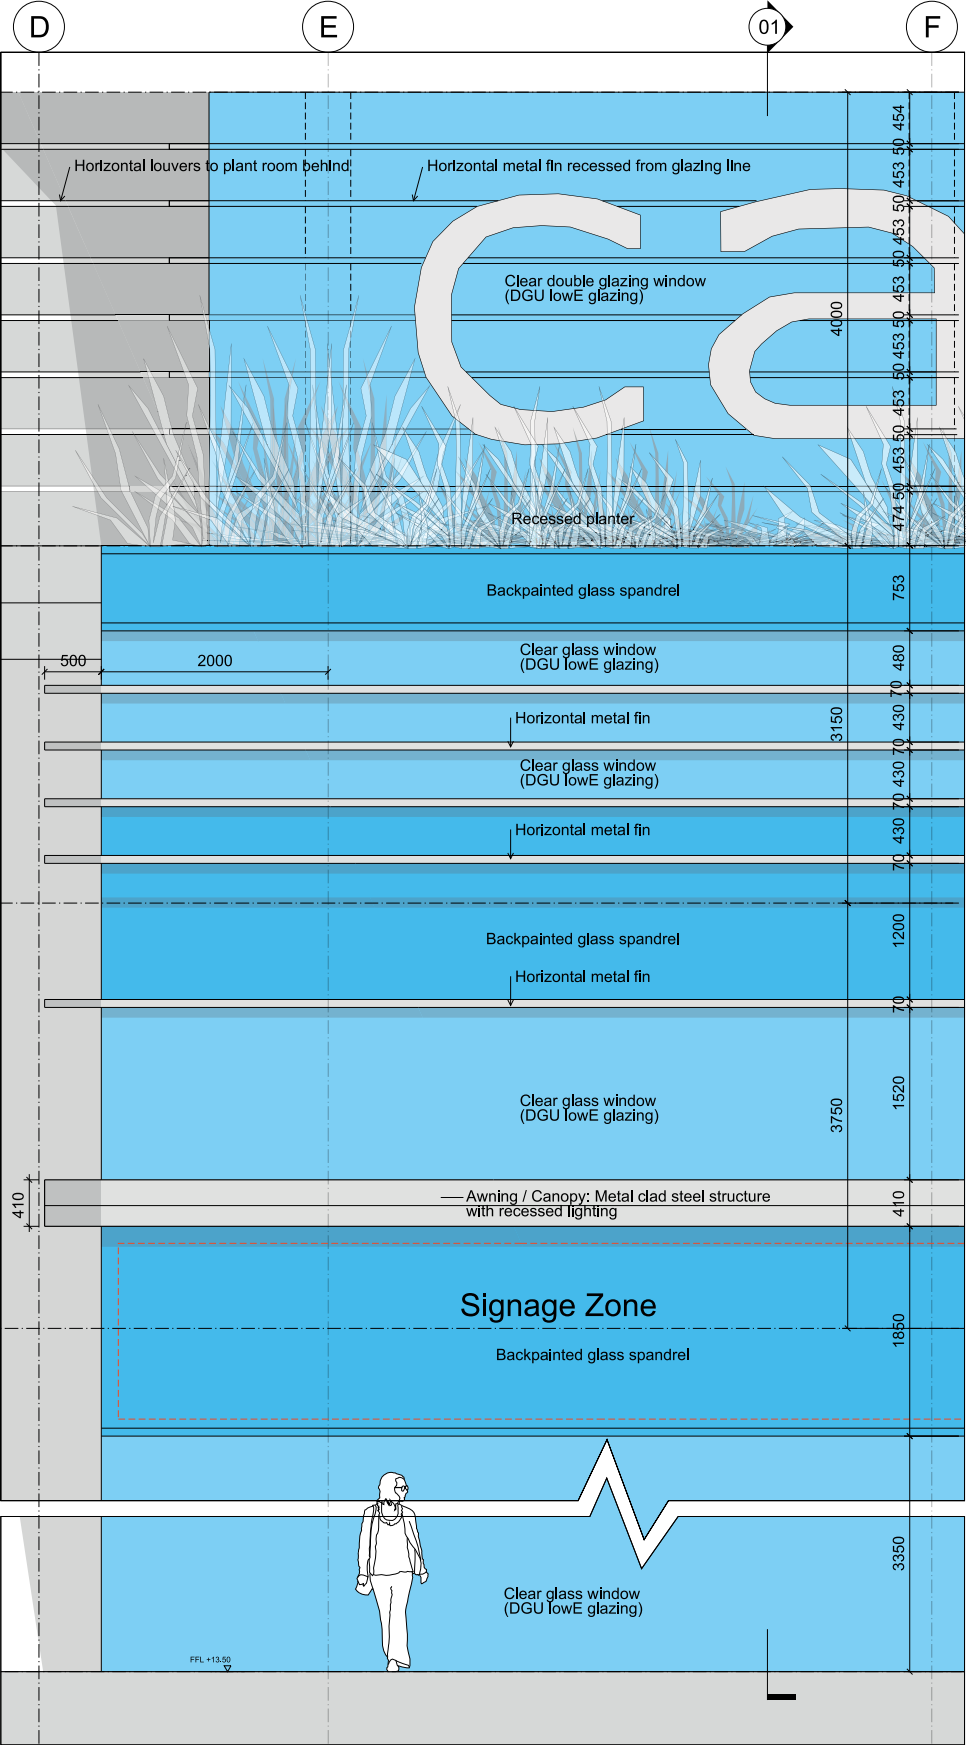 D
E
01
F
454
50
453
50
453
50
453
50
453
50
453
50
453
50
474
4000
Horizontal louvers to plant room behind
Horizontal metal fin recessed from glazing line
ca
Clear double glazing window
(DGU lowE glazing)
Recessed planter
Backpainted glass spandrel
753
Clear glass window
(DGU lowE glazing)
480
500
2000
70
Horizontal metal fin
430
3150
70
Clear glass window
(DGU lowE glazing)
430
70
Horizontal metal fin
430
70
Backpainted glass spandrel
1200
Horizontal metal fin
70
Clear glass window
(DGU lowE glazing)
1520
3750
410
Awning / Canopy: Metal clad steel structure
with recessed lighting
410
Signage Zone
1850
Backpainted glass spandrel
3350
Clear glass window
(DGU lowE glazing)
FFL +13.50